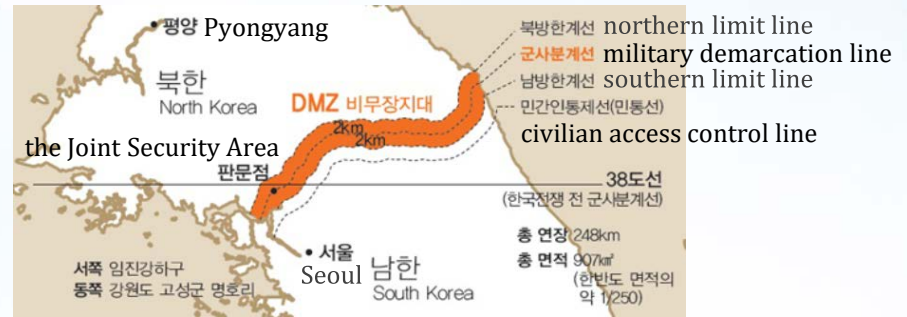 평양 Pyongyang
북한
North Korea
북방한계선 northern limit line
군사분계선 military demarcation line
남방한계선 southern limit line
민간인통제선(민통선)
civilian access control line
DMZ 비무장지대
2km
2km
the Joint Security Area
판문점
38도선
(한국전쟁 전 군사분계선)
서울
Seoul
남한
South Korea
총 연장 248km
총 면적 907㎢
(한반도 면적의
약 1/250)
서쪽 임진강하구
동쪽 강원도 고성군 명호리